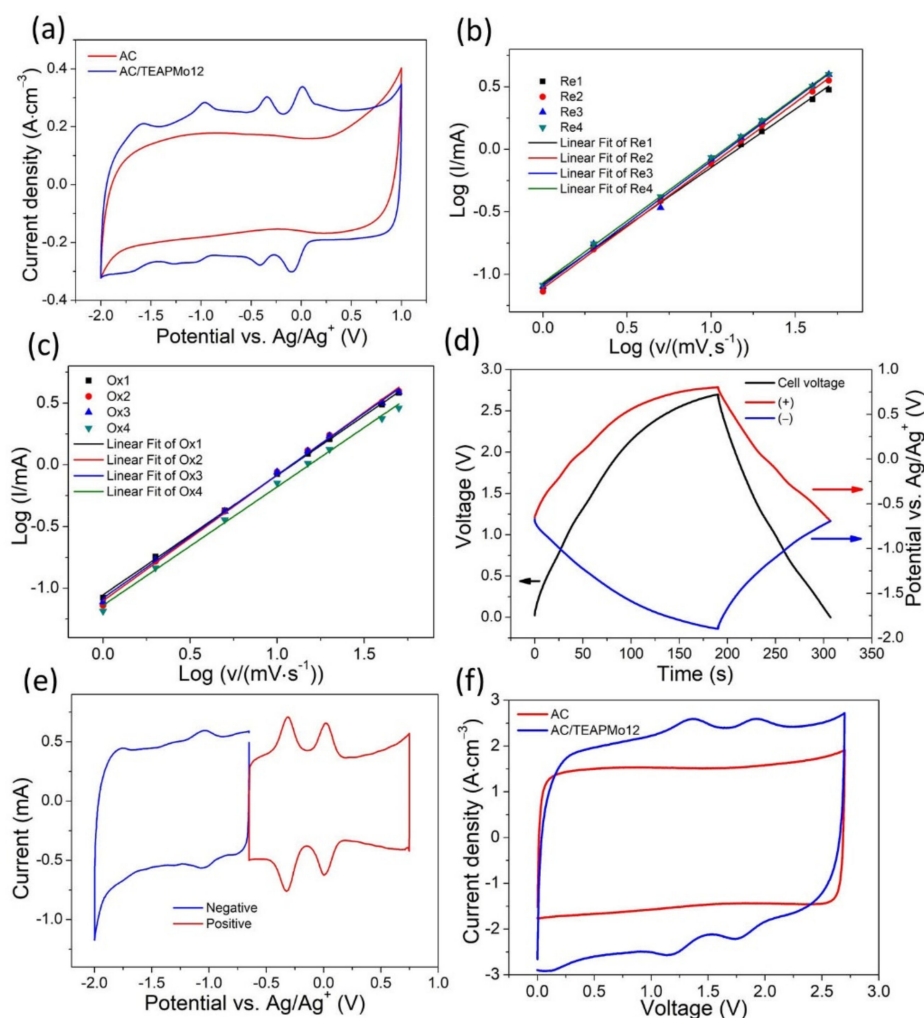 (a)
AC
AC/TEAPMo12
0.4
0.2
0.0
-0.2
-0.4
Current density (A·cm⁻³)
-2.0 -1.5 -1.0 -0.5 0.0 0.5 1.0
Potential vs. Ag/Ag⁺ (V)
(b)
Re1
Re2
Re3
Re4
Linear Fit of Re1
Linear Fit of Re2
Linear Fit of Re3
Linear Fit of Re4
1.0
0.5
0.0
-0.5
-1.0
Log (I/mA)
0.0 0.5 1.0 1.5
Log (v/(mV.s⁻¹))
(c)
Ox1
Ox2
Ox3
Ox4
Linear Fit of Ox1
Linear Fit of Ox2
Linear Fit of Ox3
Linear Fit of Ox4
0.5
0.0
-0.5
-1.0
Log (I/mA)
0.0 0.5 1.0 1.5
Log (v/(mV·s⁻¹))
(d)
Cell voltage
(+)
(−)
3.0
2.5
2.0
1.5
1.0
0.5
0.0
Voltage (V)
1.0
0.5
0.0
-0.5
-1.0
-1.5
-2.0
Potential vs. Ag/Ag⁺ (V)
0 50 100 150 200 250 300 350
Time (s)
(e)
1.0
0.5
0.0
-0.5
-1.0
Current (mA)
Negative
Positive
-2.0 -1.5 -1.0 -0.5 0.0 0.5 1.0
Potential vs. Ag/Ag⁺ (V)
(f)
AC
AC/TEAPMo12
3
2
1
0
-1
-2
-3
Current density (A·cm⁻³)
0.0 0.5 1.0 1.5 2.0 2.5 3.0
Voltage (V)